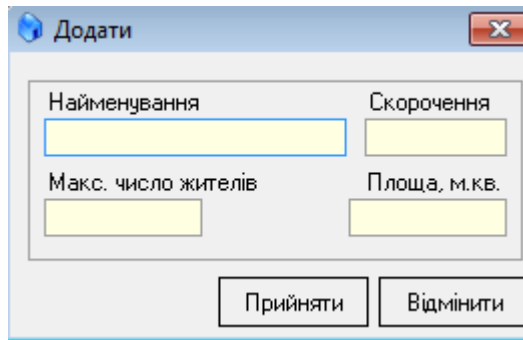 Додати
Найменування Скорочення
Макс. число жителів Площа, м.кв.
Прийняти Відмінити